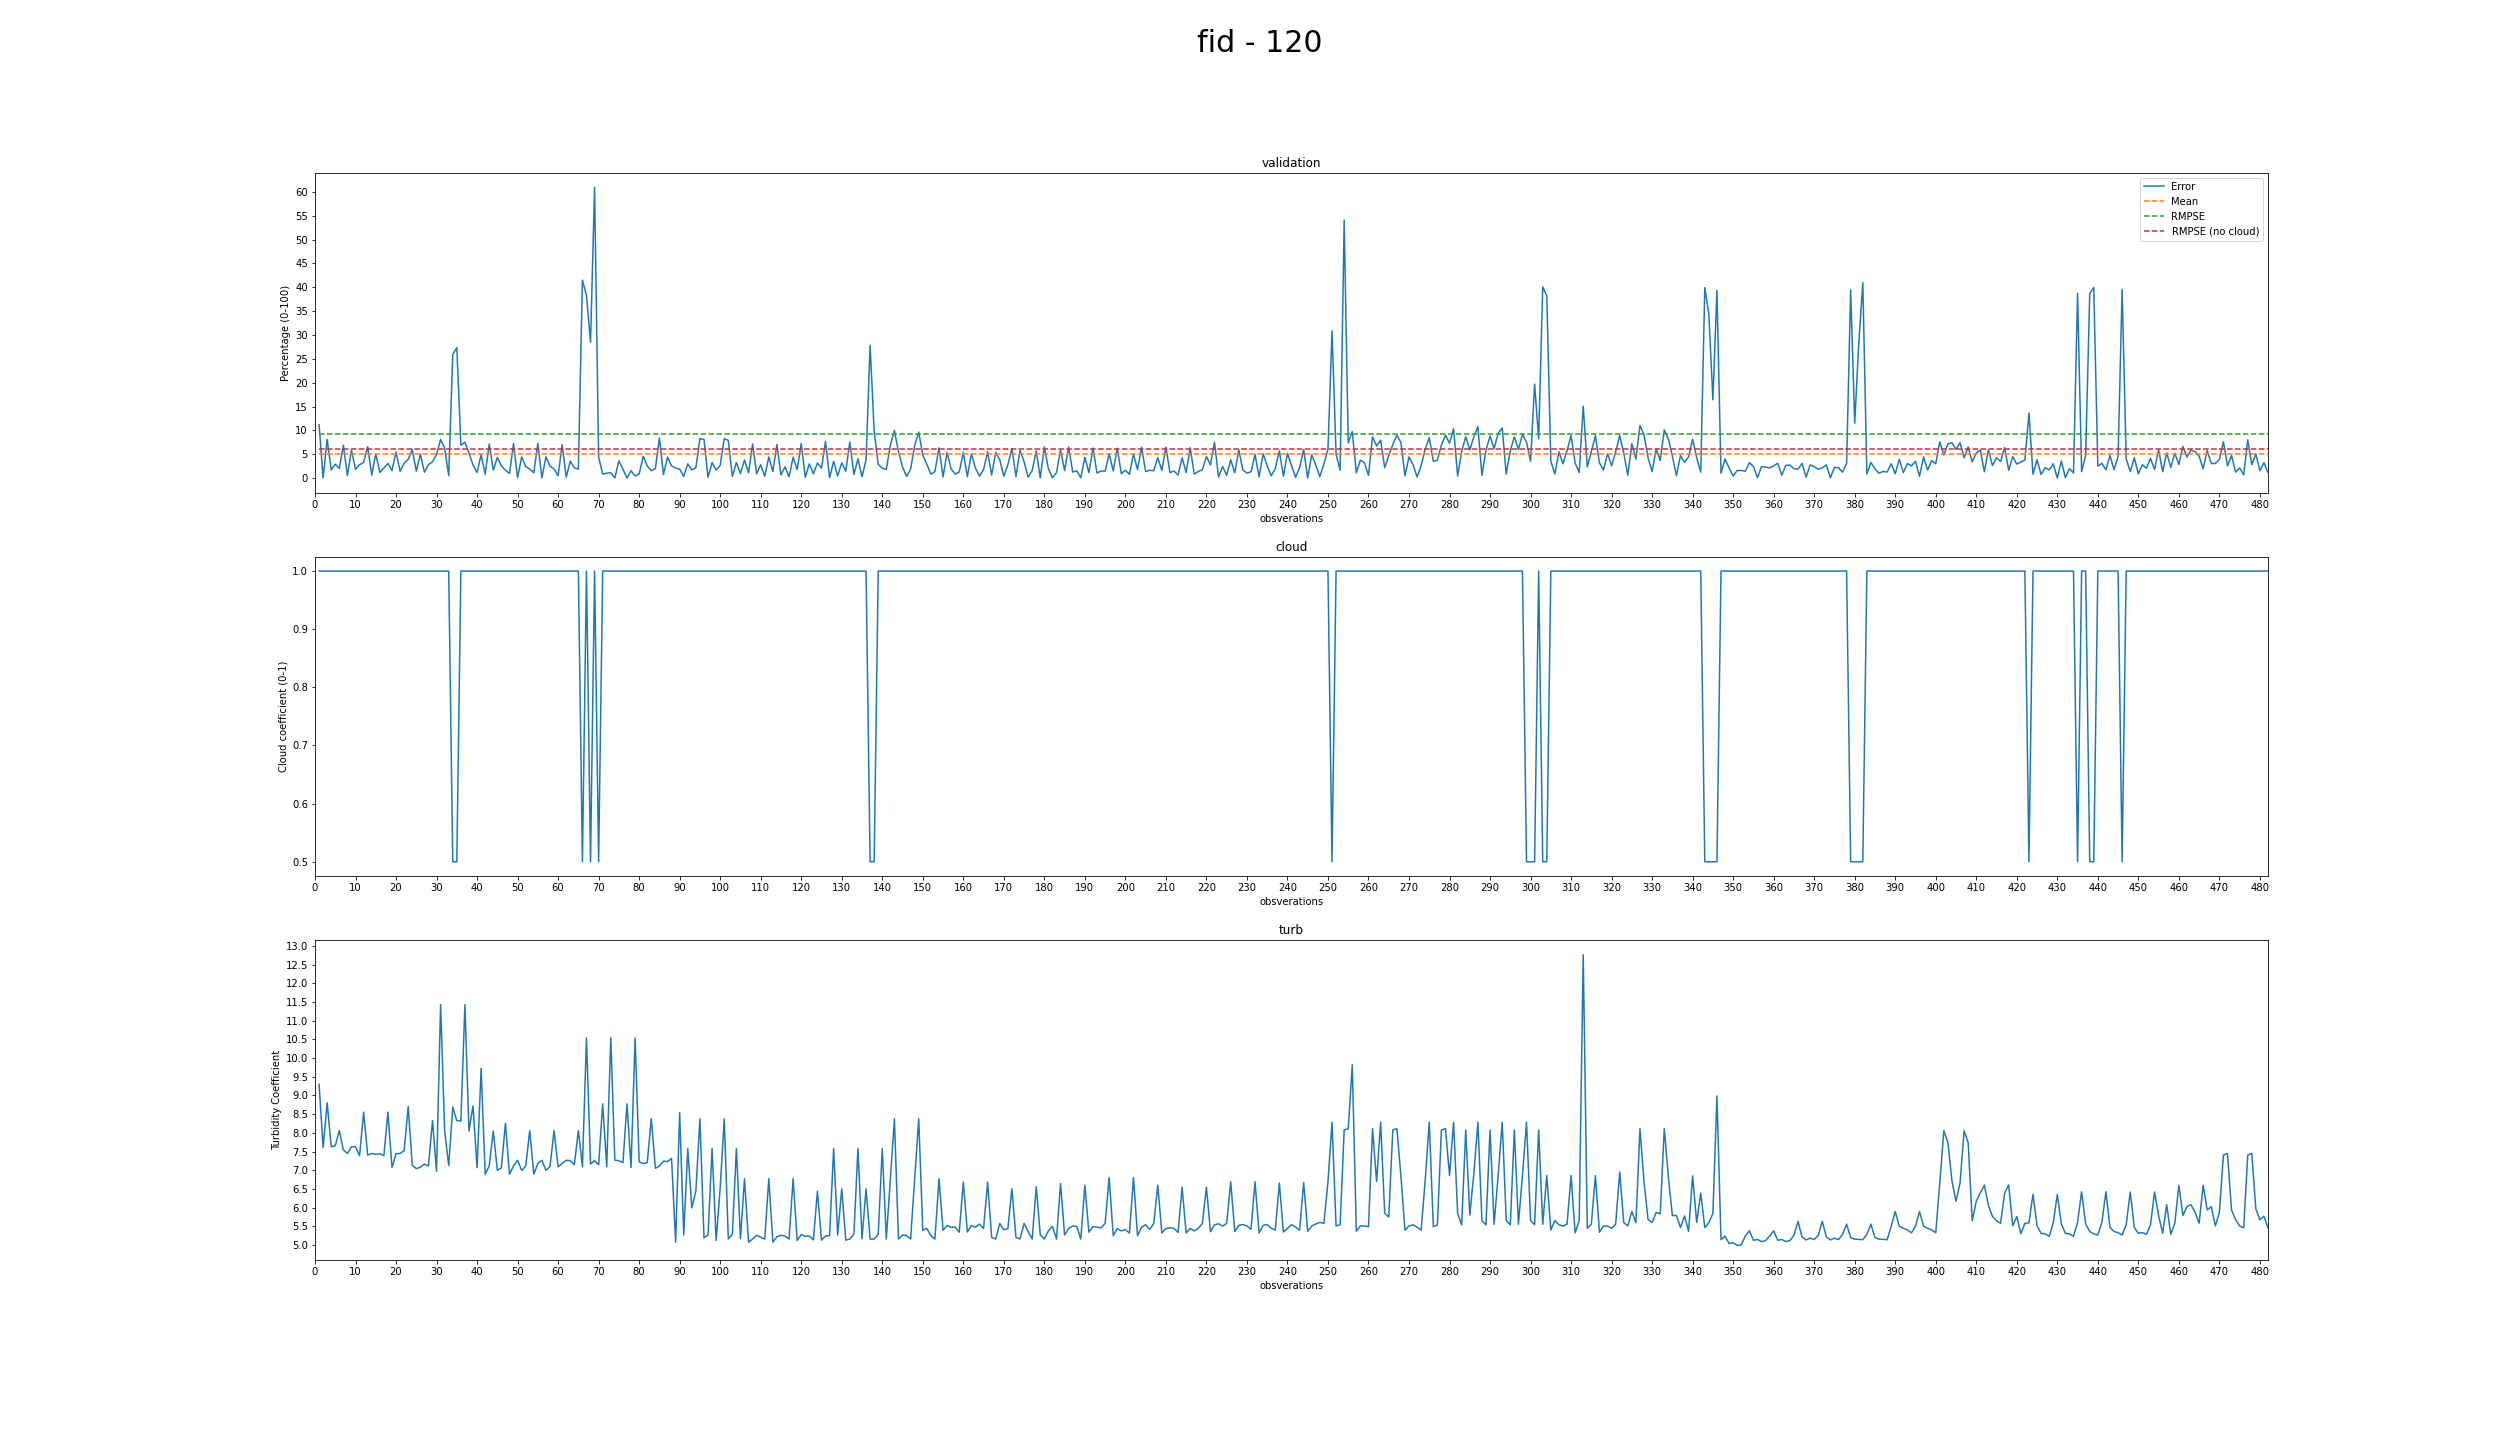 fid - 120
validation
60
55
50
45
40
35
30
25
20
15
10
5
0
Percentage (0-100)
Error
Mean
RMPSE
RMPSE (no cloud)
0 10 20 30 40 50 60 70 80 90 100 110 120 130 140 150 160 170 180 190 200 210 220 230 240 250 260 270 280 290 300 310 320 330 340 350 360 370 380 390 400 410 420 430 440 450 460 470 480
obsverations
cloud
1.0
0.9
0.8
0.7
0.6
0.5
Cloud coefficient (0-1)
0 10 20 30 40 50 60 70 80 90 100 110 120 130 140 150 160 170 180 190 200 210 220 230 240 250 260 270 280 290 300 310 320 330 340 350 360 370 380 390 400 410 420 430 440 450 460 470 480
obsverations
turb
13.0
12.5
12.0
11.5
11.0
10.5
10.0
9.5
9.0
8.5
8.0
7.5
7.0
6.5
6.0
5.5
5.0
Turbidity Coefficient
0 10 20 30 40 50 60 70 80 90 100 110 120 130 140 150 160 170 180 190 200 210 220 230 240 250 260 270 280 290 300 310 320 330 340 350 360 370 380 390 400 410 420 430 440 450 460 470 480
obsverations